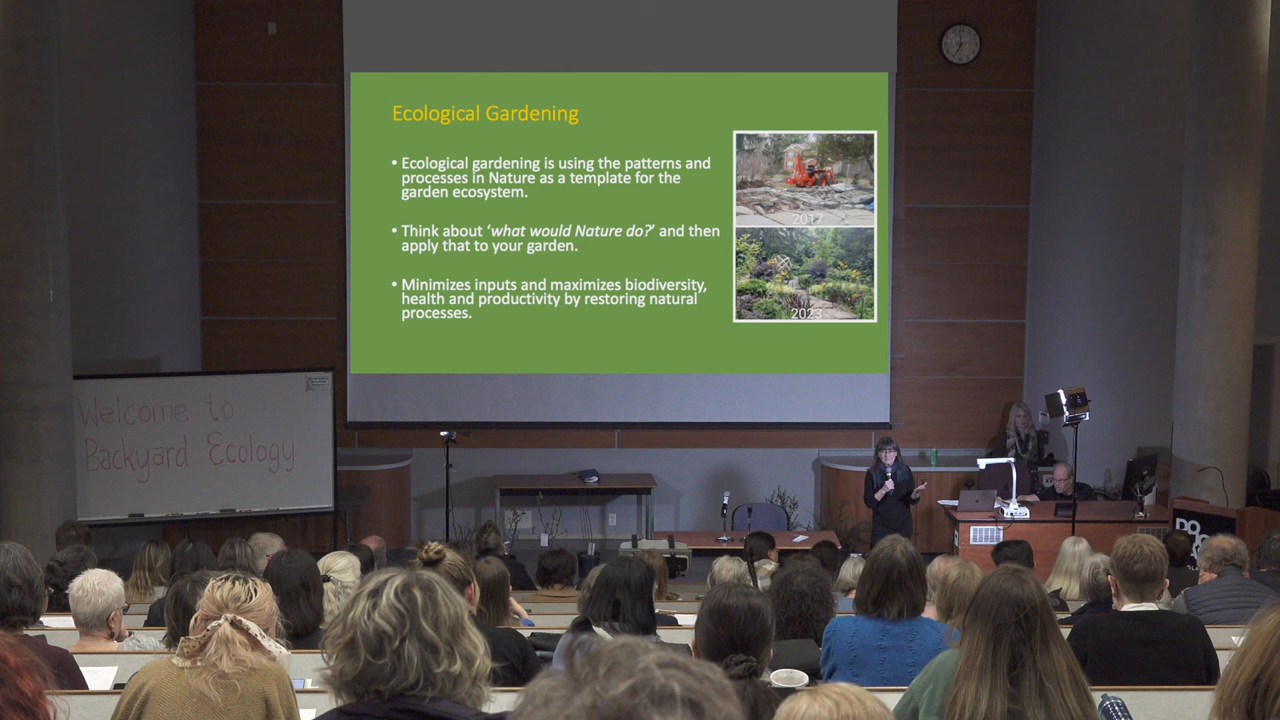 Ecological Gardening
• Ecological gardening is using the patterns and
processes in Nature as a template for the
garden ecosystem.
• Think about ‘what would Nature do?’ and then
apply that to your garden.
• Minimizes inputs and maximizes biodiversity,
health and productivity by restoring natural
processes.
2017
2023
Welcome to
Backyard Ecology